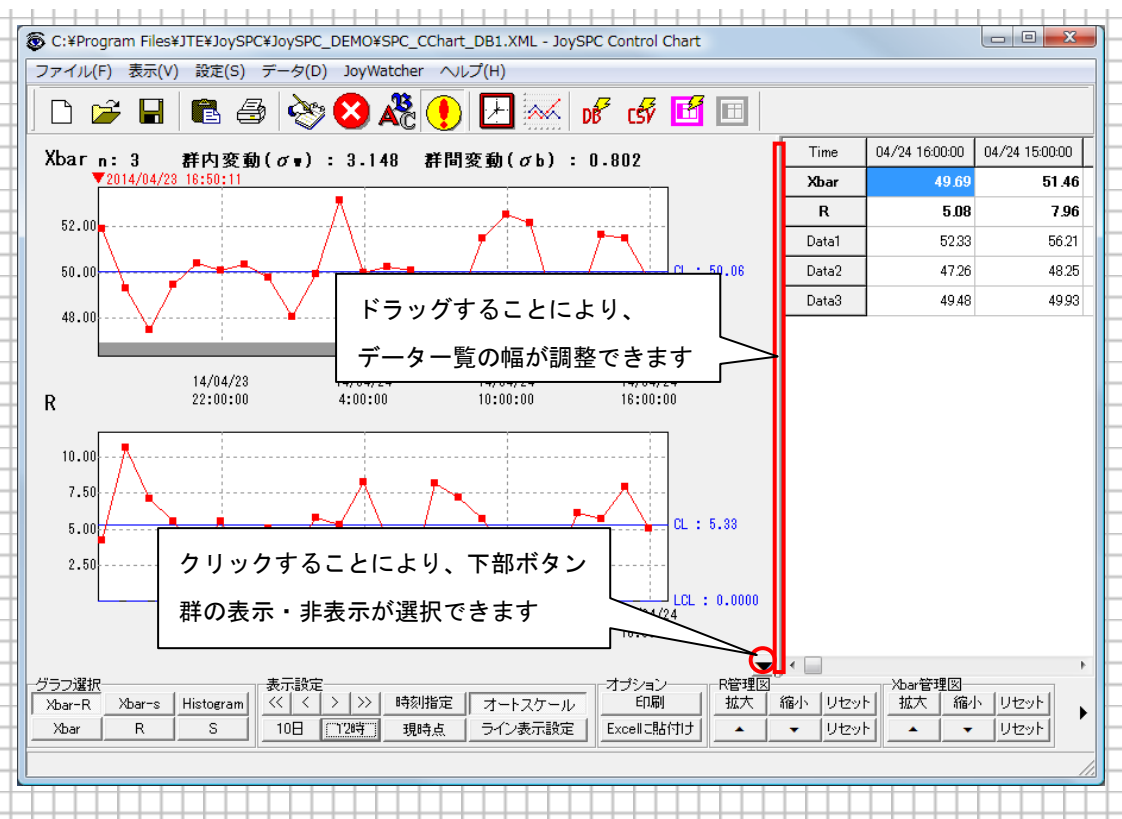 C:¥Program Files¥JTE¥JoySPC¥JoySPC_DEMO¥SPC_CChart_DB1.XML - JoySPC Control Chart
ファイル(F) 表示(V) 設定(S) データ(D) JoyWatcher ヘルプ(H)
DB CSV
Xbar n: 3 群内変動(σw) : 3.148 群間変動(σb) : 0.802
▼2014/04/23 16:50:11
52.00
50.00
48.00
CL : 50.06
14/04/23
22:00:00
4:00:00
10:00:00
16:00:00
ドラッグすることにより、
データ一覧の幅が調整できます
R
10.00
7.50
5.00
2.50
CL : 5.33
LCL : 0.0000
クリックすることにより、下部ボタン
群の表示・非表示が選択できます
Time 04/24 16:00:00 04/24 15:00:00
Xbar 49.69 51.46
R 5.08 7.96
Data1 52.33 56.21
Data2 47.26 48.25
Data3 49.48 49.93
グラフ選択 表示設定 オプション R管理図 Xbar管理図
Xbar-R Xbar-s Histogram << < > >> 時刻指定 オートスケール 印刷 拡大 縮小 リセット 拡大 縮小 リセット
Xbar R S 10日 12時 現時点 ライン表示設定 Excelに貼付け ▲ ▼ リセット ▲ ▼ リセット